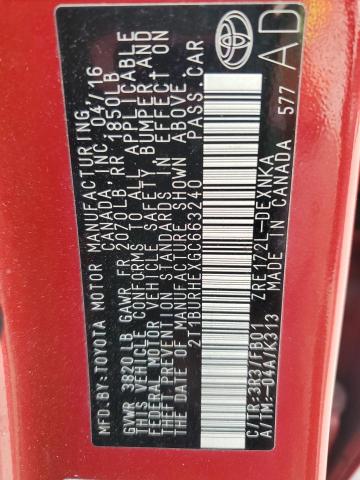 MFD.BY:TOYOTA MOTOR MANUFACTURING,
CANADA, INC. 04/16
GVWR 3820LB GAWR FR 2070LB RR 1850LB
THIS VEHICLE CONFORMS TO ALL APPLICABLE
FEDERAL MOTOR VEHICLE SAFETY BUMPER, AND
THEFT PREVENTION STANDARDS IN EFFECT ON
THE DATE OF MANUFACTURE SHOWN ABOVE.
2T1BURHEXGC663240 PASS.CAR
ZRE172L-DEXNKA
C/TR:3R3/FB01
A/TM:-04A/K313
MADE IN CANADA 577
AD